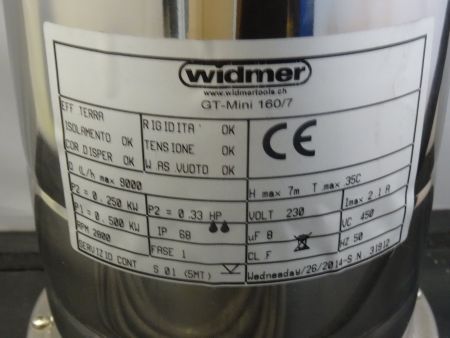 widmer
www.widmertools.ch
GT-Mini 160/7
EFF TERRA
ISOLAMENTO OK
COR DISPER OK
RIGIDITA' OK
TENSIONE OK
W AS VUOTO OK
CE
Q (L/h max 9000
H max 7m T max 35C
P2 = 0.250 KW
P2 = 0.33 HP
VOLT 230
Imax 2.1 A
P1 = 0.500 KW
IP 68
uF 8
VC 450
RPM 2800
FASE 1
CL F
HZ 50
SERVIZIO CONT
S 01 (5MT)
Wednesday/26/2014-S N 31912